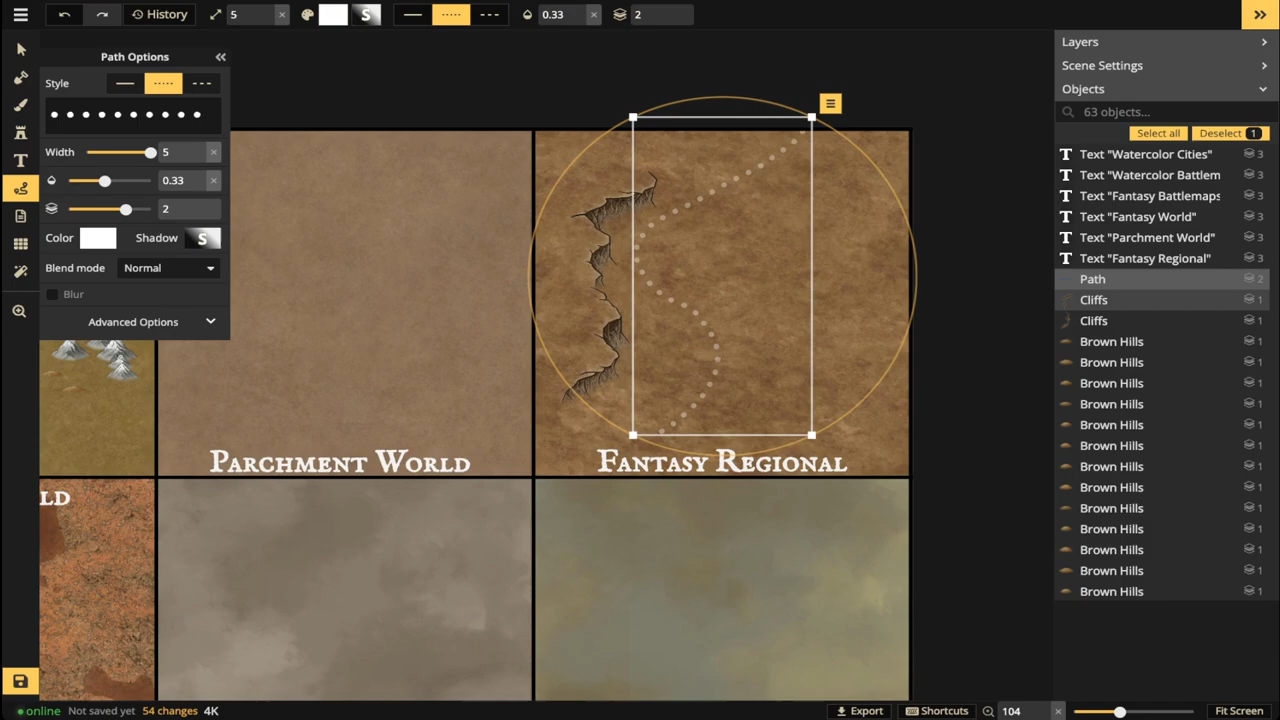 History
5
×
S
0.33
×
2
Path Options
Style
Width
5
×
0.33
×
2
Color
Shadow
S
Blend mode
Normal
Blur
Advanced Options
Parchment World
Fantasy Regional
LD
Layers
Scene Settings
Objects
63 objects...
Select all
Deselect 1
T Text "Watercolor Cities" 3
T Text "Watercolor Battlem 3
T Text "Fantasy Battlemaps 3
T Text "Fantasy World" 3
T Text "Parchment World" 3
T Text "Fantasy Regional" 3
Path 2
Cliffs 1
Cliffs 1
Brown Hills 1
Brown Hills 1
Brown Hills 1
Brown Hills 1
Brown Hills 1
Brown Hills 1
Brown Hills 1
Brown Hills 1
Brown Hills 1
Brown Hills 1
Brown Hills 1
Brown Hills 1
Brown Hills 1
online
Not saved yet
54 changes
4K
Export
Shortcuts
104
×
Fit Screen